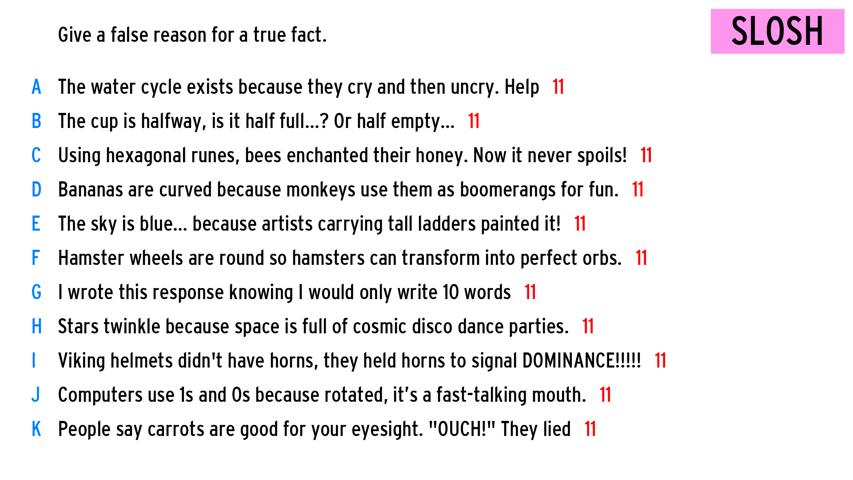 Give a false reason for a true fact.
SLOSH
A The water cycle exists because they cry and then uncry. Help 11
B The cup is halfway, is it half full...? Or half empty... 11
C Using hexagonal runes, bees enchanted their honey. Now it never spoils! 11
D Bananas are curved because monkeys use them as boomerangs for fun. 11
E The sky is blue... because artists carrying tall ladders painted it! 11
F Hamster wheels are round so hamsters can transform into perfect orbs. 11
G I wrote this response knowing I would only write 10 words 11
H Stars twinkle because space is full of cosmic disco dance parties. 11
I Viking helmets didn't have horns, they held horns to signal DOMINANCE!!!!! 11
J Computers use 1s and 0s because rotated, it’s a fast-talking mouth. 11
K People say carrots are good for your eyesight. "OUCH!" They lied 11